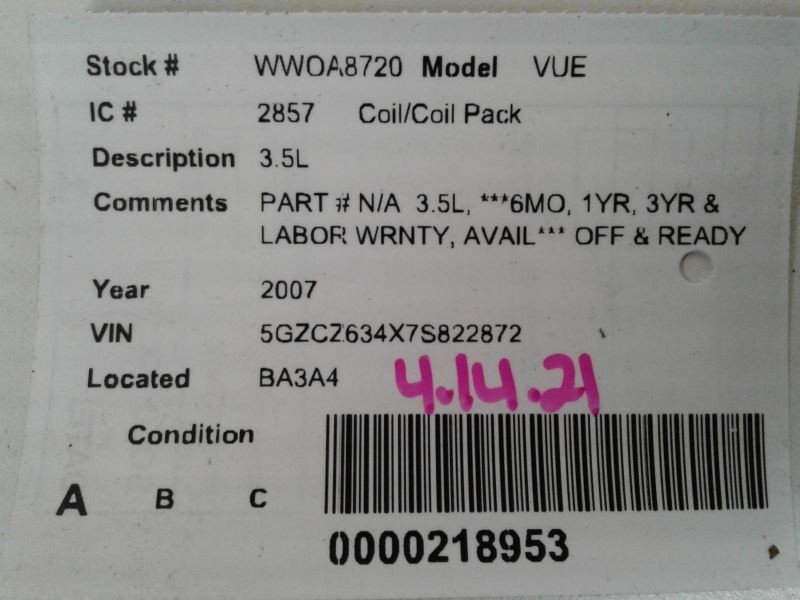 Stock # WWOA8720 Model VUE
IC # 2857 Coil/Coil Pack
Description 3.5L
Comments PART # N/A 3.5L, ***6MO, 1YR, 3YR &
LABOR WRNTY, AVAIL*** OFF & READY
Year 2007
VIN 5GZCZ634X7S822872
Located BA3A4 4.14.21
Condition
A B C
0000218953